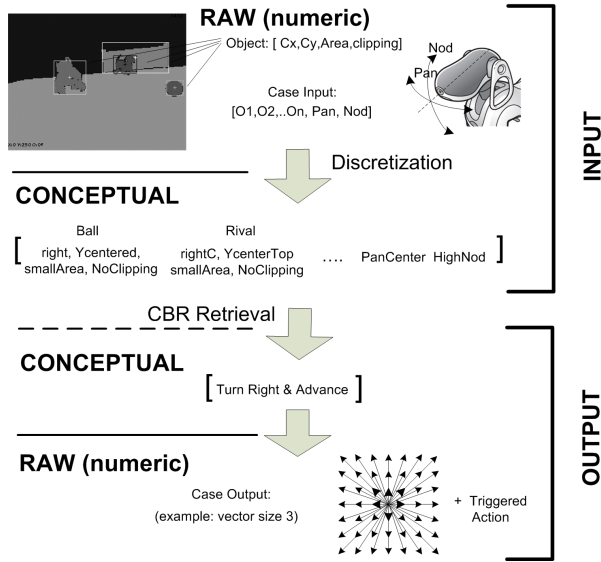 RAW (numeric)
Object: [ Cx,Cy,Area,clipping]
Case Input:
[O1,O2,..On, Pan, Nod]
Nod
Pan
INPUT
Discretization
CONCEPTUAL
Ball
right, Ycentered,
smallArea, NoClipping
Rival
rightC, YcenterTop
smallArea, NoClipping
....
PanCenter HighNod
CBR Retrieval
CONCEPTUAL
[ Turn Right & Advance ]
OUTPUT
RAW (numeric)
Case Output:
(example: vector size 3)
+ Triggered
Action